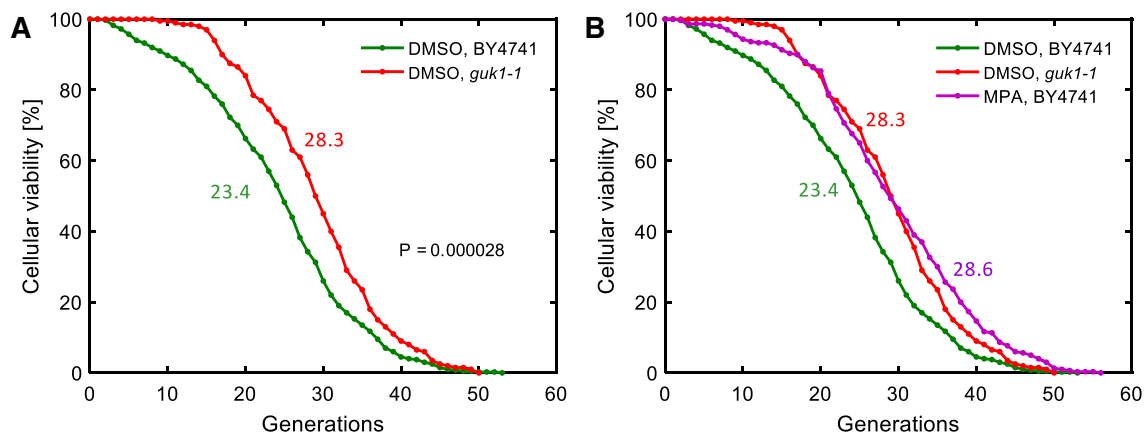 A
DMSO, BY4741
DMSO, guk1-1
28.3
23.4
P = 0.000028
Cellular viability [%]
100
80
60
40
20
0
0 10 20 30 40 50 60
Generations
B
DMSO, BY4741
DMSO, guk1-1
MPA, BY4741
28.3
23.4
28.6
Cellular viability [%]
100
80
60
40
20
0
0 10 20 30 40 50 60
Generations